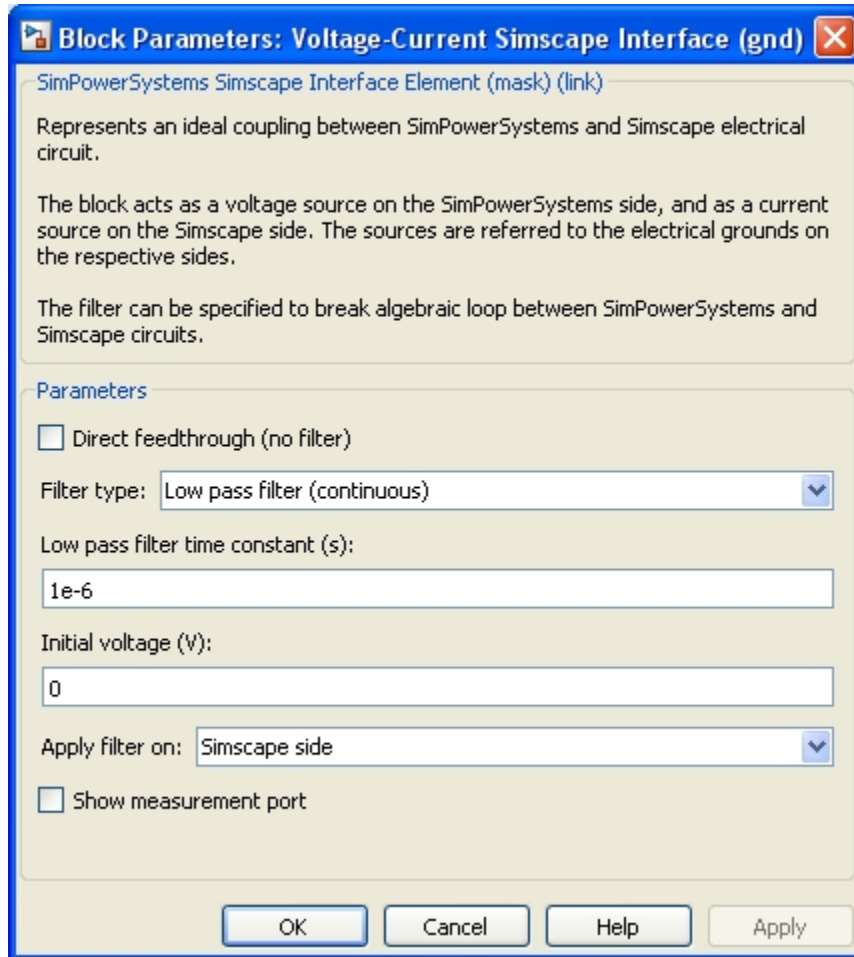 Block Parameters: Voltage-Current Simscape Interface (gnd)
SimPowerSystems Simscape Interface Element (mask) (link)
Represents an ideal coupling between SimPowerSystems and Simscape electrical
circuit.
The block acts as a voltage source on the SimPowerSystems side, and as a current
source on the Simscape side. The sources are referred to the electrical grounds on
the respective sides.
The filter can be specified to break algebraic loop between SimPowerSystems and
Simscape circuits.
Parameters
Direct feedthrough (no filter)
Filter type: Low pass filter (continuous)
Low pass filter time constant (s):
1e-6
Initial voltage (V):
0
Apply filter on: Simscape side
Show measurement port
OK Cancel Help Apply